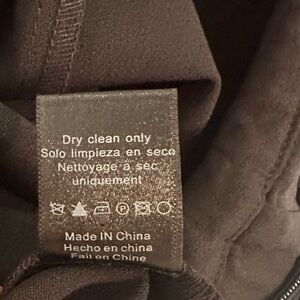 Dry clean only
Solo limpieza en seco
Nettoyage à sec
uniquement
Made IN China
Hecho en china
Fait en Chine